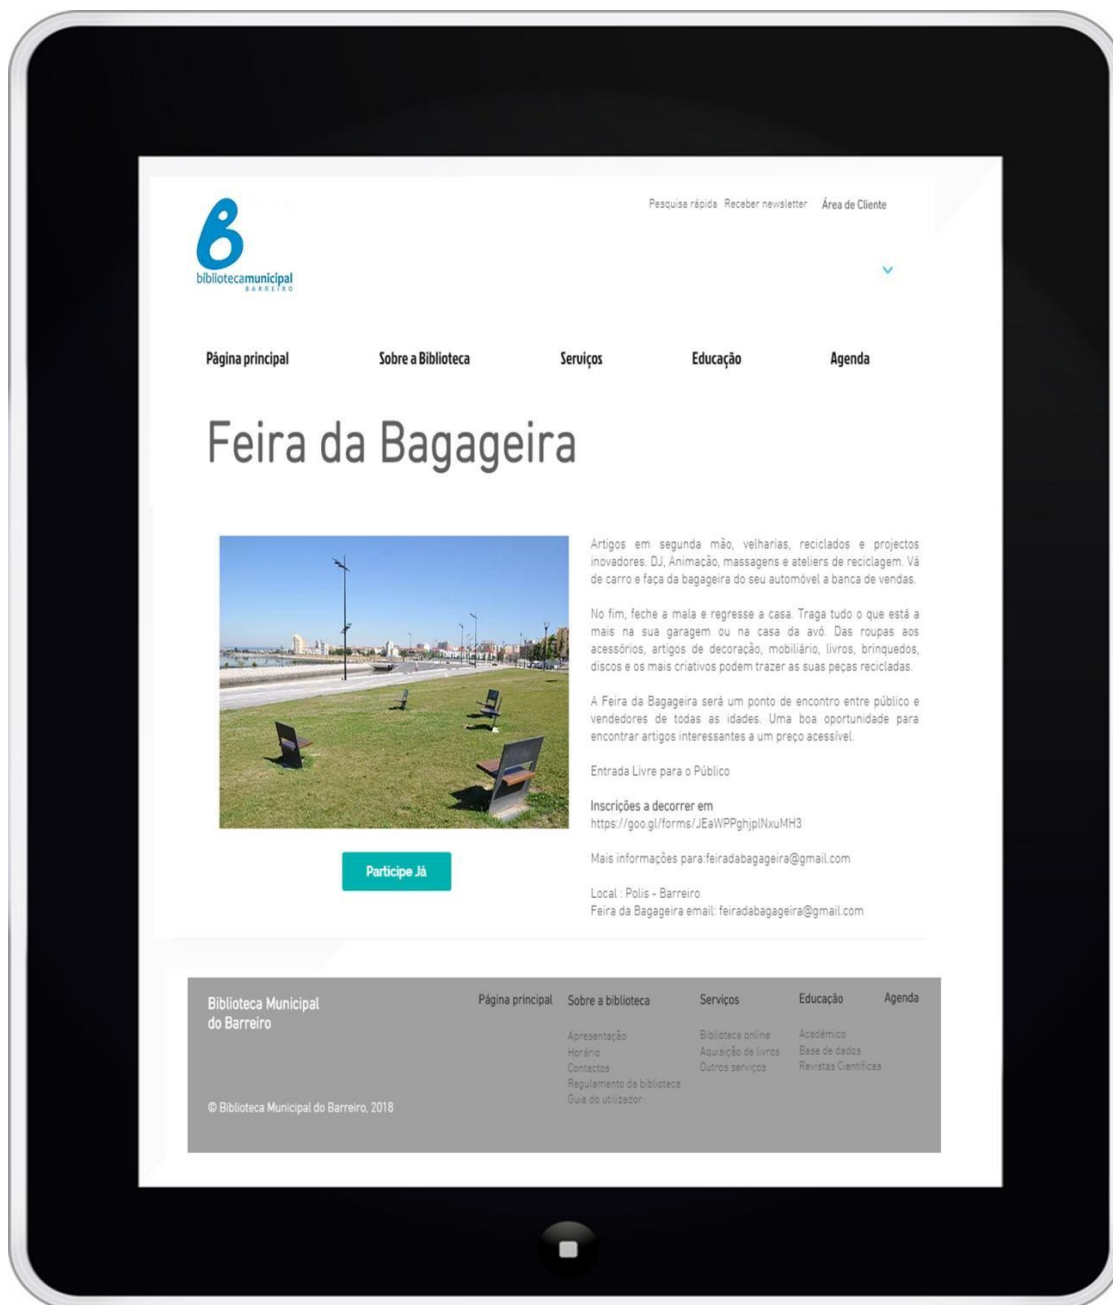 Pesquisa rápida Receber newsletter Área de Cliente
bibliotecamunicipal
BARREIRO
Página principal Sobre a Biblioteca Serviços Educação Agenda
Feira da Bagageira
Artigos em segunda mão, velharias, reciclados e projectos
inovadores. DJ, Animação, massagens e ateliers de reciclagem. Vá
de carro e faça da bagageira do seu automóvel a banca de vendas.
No fim, feche a mala e regresse a casa. Traga tudo o que está a
mais na sua garagem ou na casa da avó. Das roupas aos
acessórios, artigos de decoração, mobiliário, livros, brinquedos,
discos e os mais criativos podem trazer as suas peças recicladas.
A Feira da Bagageira será um ponto de encontro entre público e
vendedores de todas as idades. Uma boa oportunidade para
encontrar artigos interessantes a um preço acessível.
Entrada Livre para o Público
Inscrições a decorrer em
https://goo.gl/forms/JEaWPPghjplNxuMH3
Mais informações para:feiradabagageira@gmail.com
Local : Polis - Barreiro
Feira da Bagageira email: feiradabagageira@gmail.com
Participe Já
Biblioteca Municipal
do Barreiro
© Biblioteca Municipal do Barreiro, 2018
Página principal
Sobre a biblioteca
Apresentação
Horário
Contactos
Regulamento da biblioteca
Guia do utilizador
Serviços
Biblioteca online
Aquisição de livros
Outros serviços
Educação
Académico
Base de dados
Revistas Científicas
Agenda